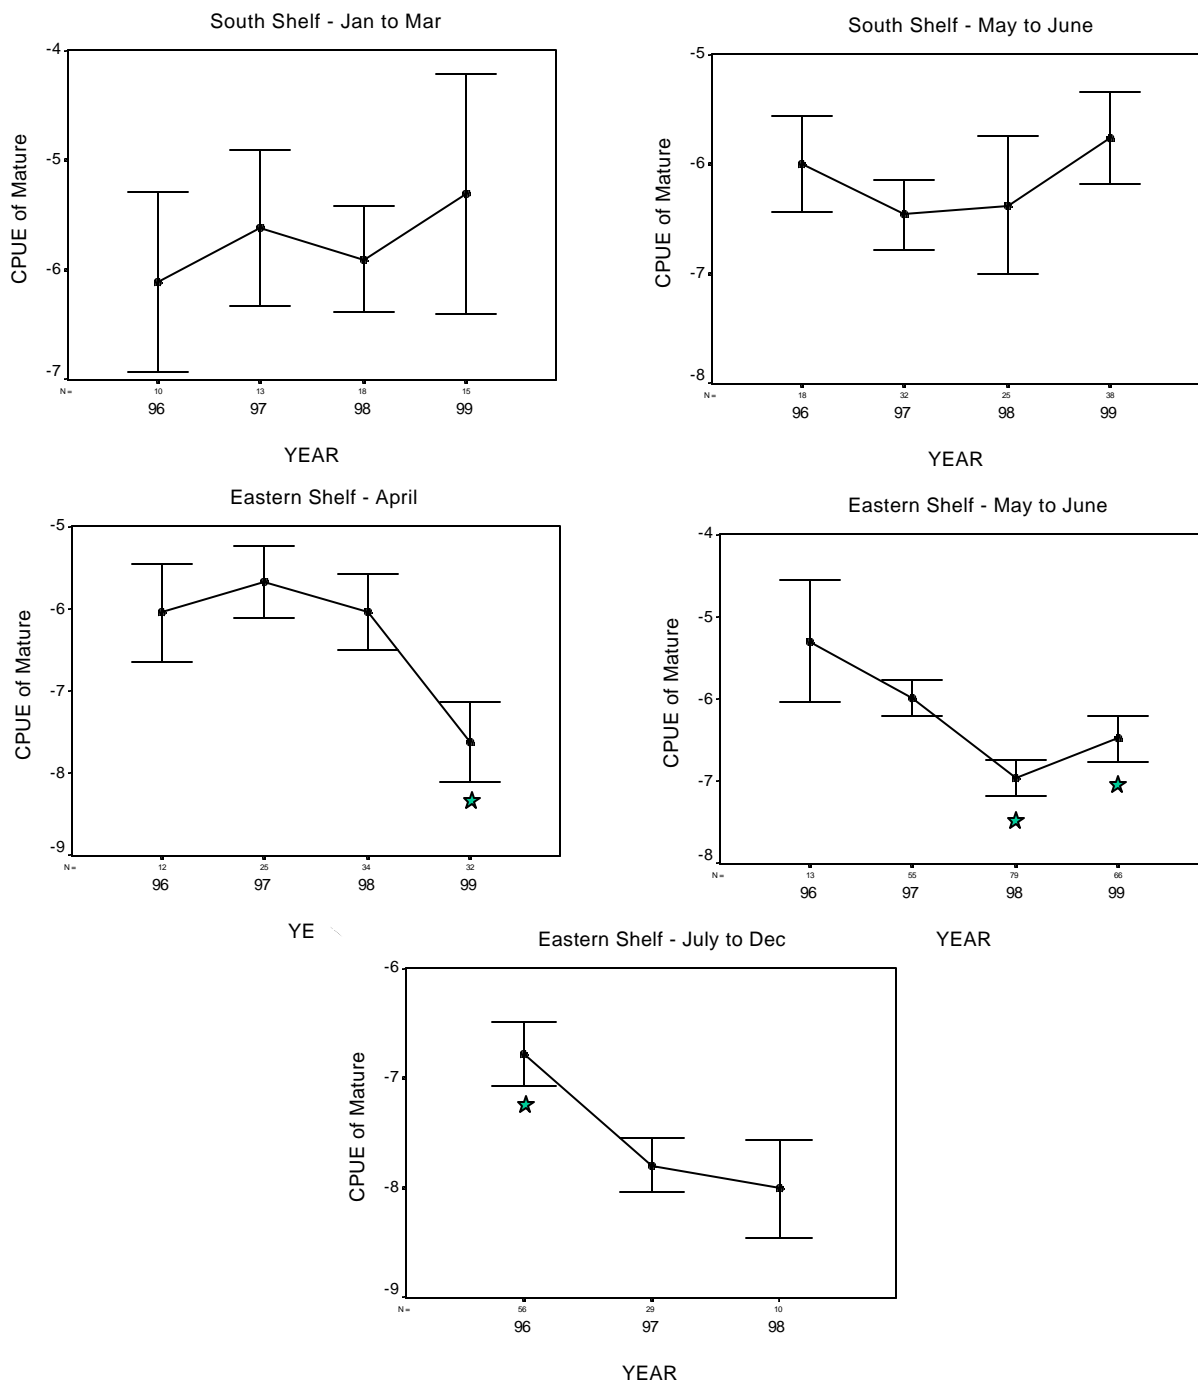 South Shelf - Jan to Mar
-4
-5
-6
-7
CPUE of Mature
N = 10 13 18 15
96 97 98 99
YEAR
South Shelf - May to June
-5
-6
-7
-8
CPUE of Mature
N = 18 32 25 38
96 97 98 99
YEAR
Eastern Shelf - April
-5
-6
-7
-8
-9
CPUE of Mature
N = 12 25 34 32
96 97 98 99
YE
Eastern Shelf - May to June
-4
-5
-6
-7
-8
CPUE of Mature
N = 13 55 79 66
96 97 98 99
YEAR
Eastern Shelf - July to Dec
-6
-7
-8
-9
CPUE of Mature
N = 56 29 10
96 97 98
YEAR